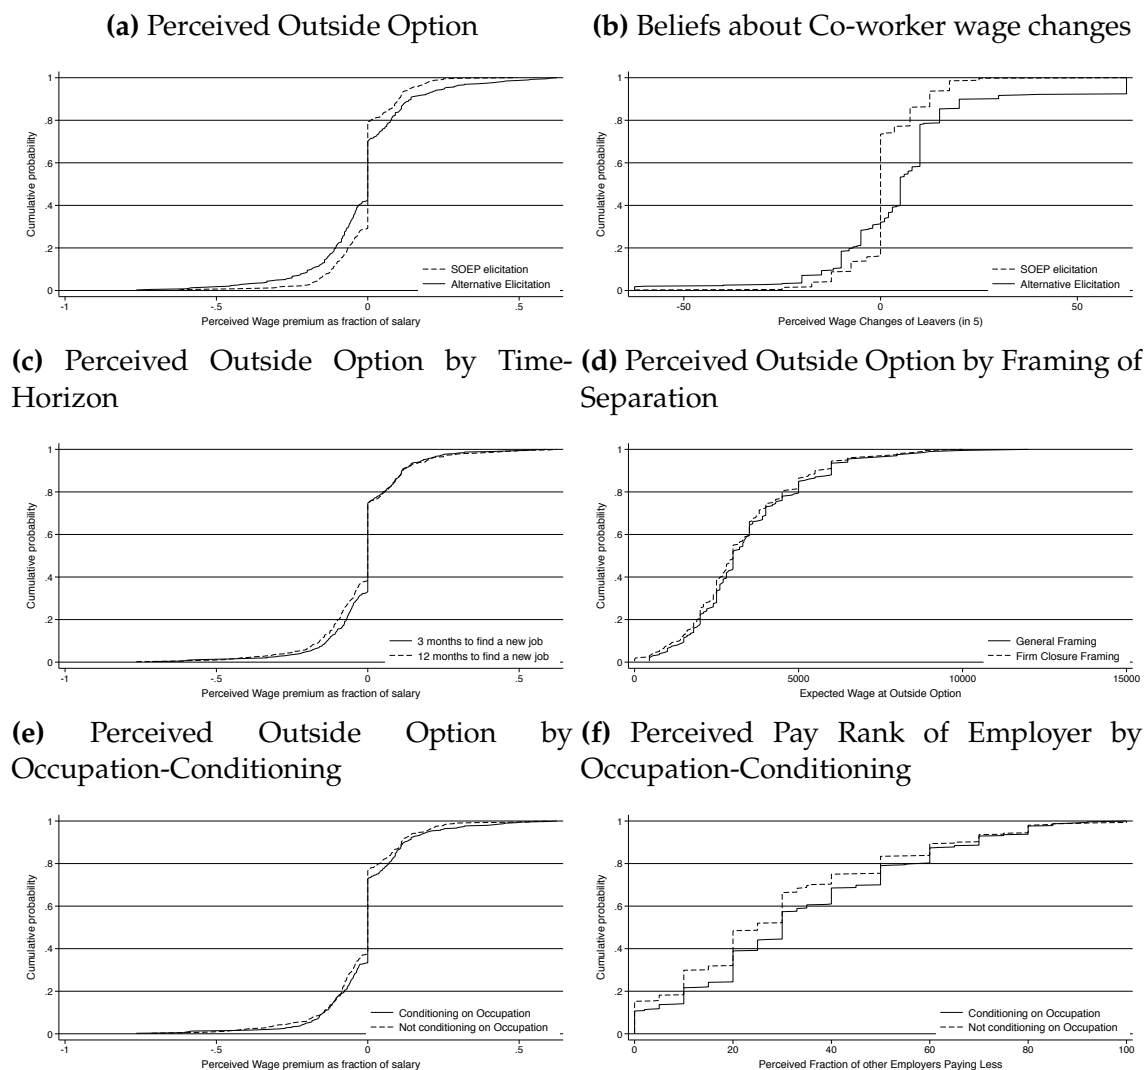 (a) Perceived Outside Option
Cumulative probability
1
.8
.6
.4
.2
0
SOEP elicitation
Alternative Elicitation
-1
-.5
0
.5
Perceived Wage premium as fraction of salary
(b) Beliefs about Co-worker wage changes
Cumulative probability
1
.8
.6
.4
.2
0
SOEP elicitation
Alternative Elicitation
-50
0
50
Perceived Wage Changes of Leavers (in 5)
(c) Perceived Outside Option by Time-
Horizon
Cumulative probability
1
.8
.6
.4
.2
0
3 months to find a new job
12 months to find a new job
-1
-.5
0
.5
Perceived Wage premium as fraction of salary
(d) Perceived Outside Option by Framing of
Separation
Cumulative probability
1
.8
.6
.4
.2
0
General Framing
Firm Closure Framing
0
5000
10000
15000
Expected Wage at Outside Option
(e) Perceived Outside Option by
Occupation-Conditioning
Cumulative probability
1
.8
.6
.4
.2
0
Conditioning on Occupation
Not conditioning on Occupation
-1
-.5
0
.5
Perceived Wage premium as fraction of salary
(f) Perceived Pay Rank of Employer by
Occupation-Conditioning
Cumulative probability
1
.8
.6
.4
.2
0
Conditioning on Occupation
Not conditioning on Occupation
0
20
40
60
80
100
Perceived Fraction of other Employers Paying Less